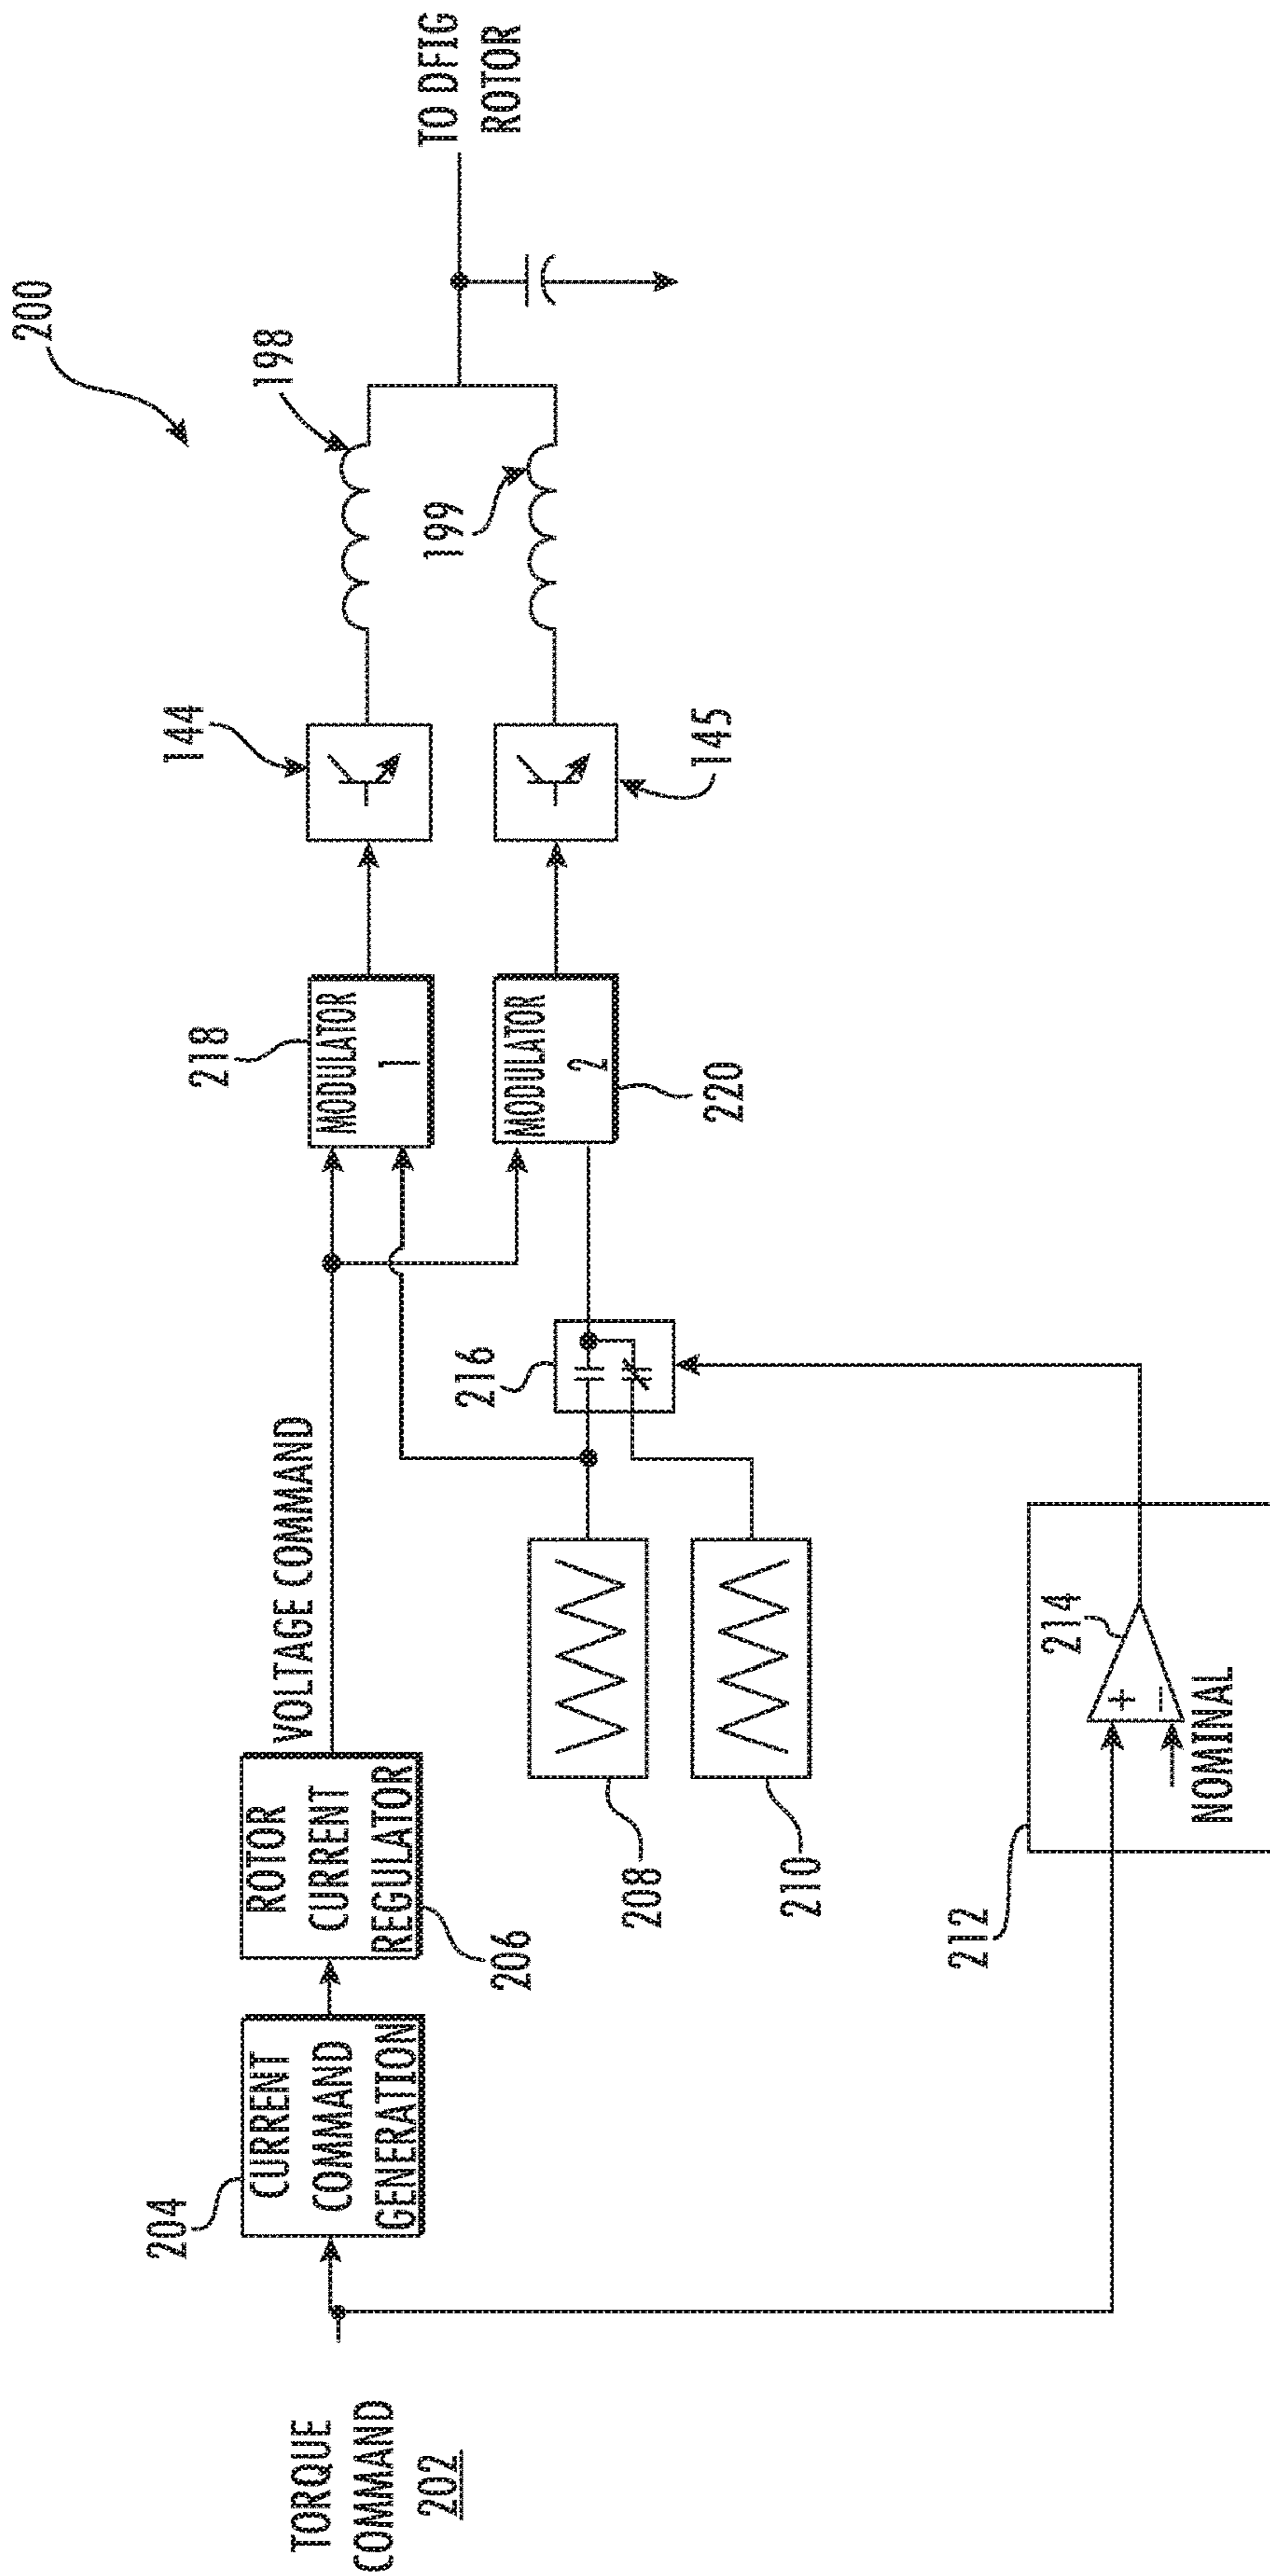 200
TO DFIG
ROTOR
198
199
144
145
218
MODULATOR
1
MODULATOR
2
220
216
VOLTAGE COMMAND
ROTOR
CURRENT
REGULATOR
206
CURRENT
COMMAND
GENERATION
204
208
210
212
214
+
−
NOMINAL
TORQUE
COMMAND
202